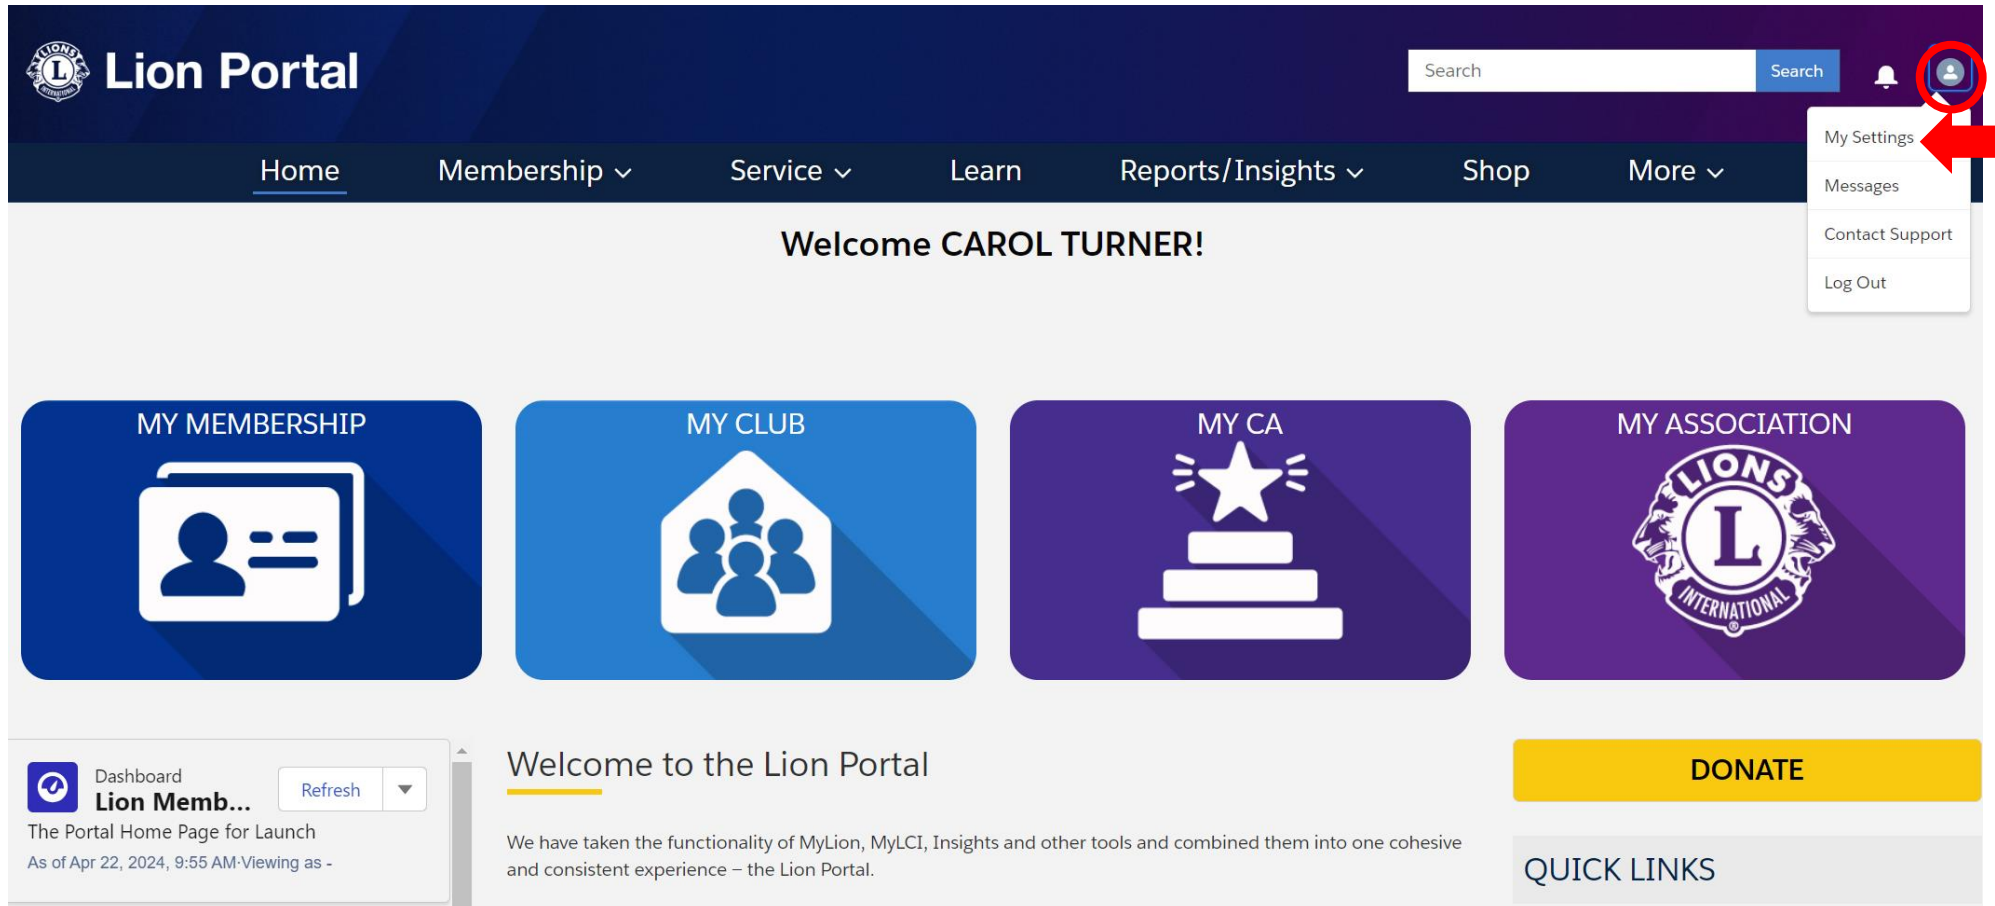 LIONS
L
INTERNATIONAL
Lion Portal
Search
Search
My Settings
Messages
Contact Support
Log Out
Home
Membership
Service
Learn
Reports/Insights
Shop
More
Welcome CAROL TURNER!
MY MEMBERSHIP
MY CLUB
MY CA
MY ASSOCIATION
LIONS
L
INTERNATIONAL
®
Dashboard
Lion Memb...
Refresh
The Portal Home Page for Launch
As of Apr 22, 2024, 9:55 AM·Viewing as -
Welcome to the Lion Portal
We have taken the functionality of MyLion, MyLCI, Insights and other tools and combined them into one cohesive
and consistent experience – the Lion Portal.
DONATE
QUICK LINKS